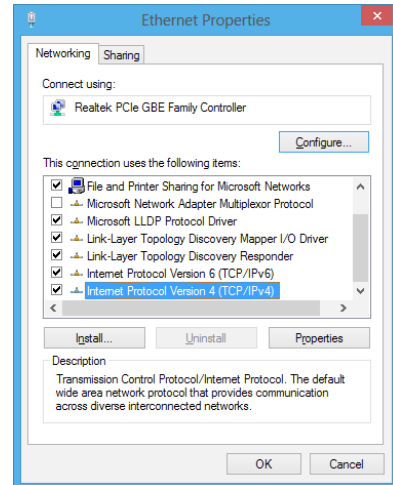 Ethernet Properties
Networking Sharing
Connect using:
Realtek PCIe GBE Family Controller
Configure...
This connection uses the following items:
File and Printer Sharing for Microsoft Networks
Microsoft Network Adapter Multiplexor Protocol
Microsoft LLDP Protocol Driver
Link-Layer Topology Discovery Mapper I/O Driver
Link-Layer Topology Discovery Responder
Internet Protocol Version 6 (TCP/IPv6)
Internet Protocol Version 4 (TCP/IPv4)
Install... Uninstall Properties
Description
Transmission Control Protocol/Internet Protocol. The default
wide area network protocol that provides communication
across diverse interconnected networks.
OK Cancel